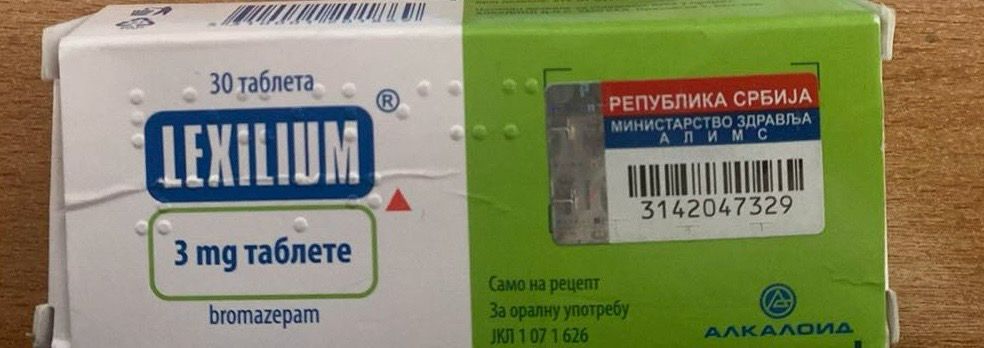 30 таблета
LEXILIUM®
3 mg таблете
bromazepam
РЕПУБЛИКА СРБИЈА
МИНИСТАРСТВО ЗДРАВЉА
АЛИМС
3142047329
Само на рецепт
За оралну употребу
ЈКЛ 1 07 1 626
АЛКАЛОИД